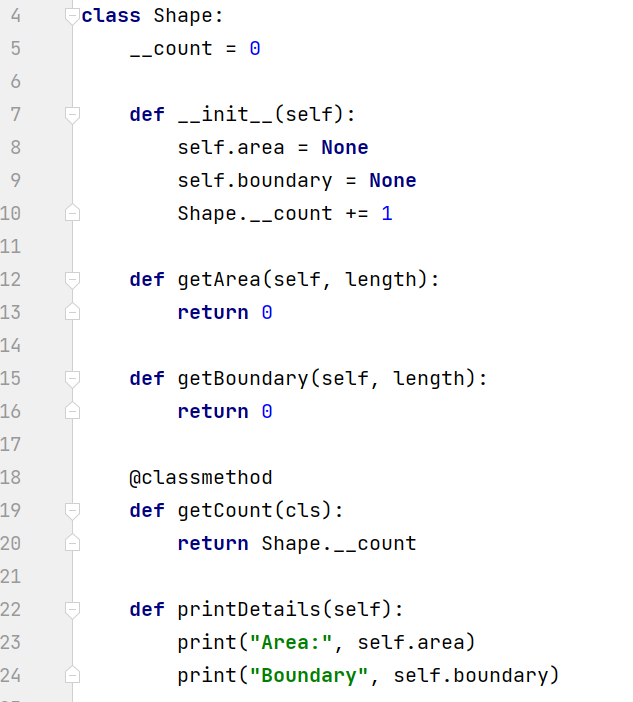 4 class Shape:
5     __count = 0
6
7     def __init__(self):
8         self.area = None
9         self.boundary = None
10         Shape.__count += 1
11
12     def getArea(self, length):
13         return 0
14
15     def getBoundary(self, length):
16         return 0
17
18     @classmethod
19     def getCount(cls):
20         return Shape.__count
21
22     def printDetails(self):
23         print("Area:", self.area)
24         print("Boundary", self.boundary)